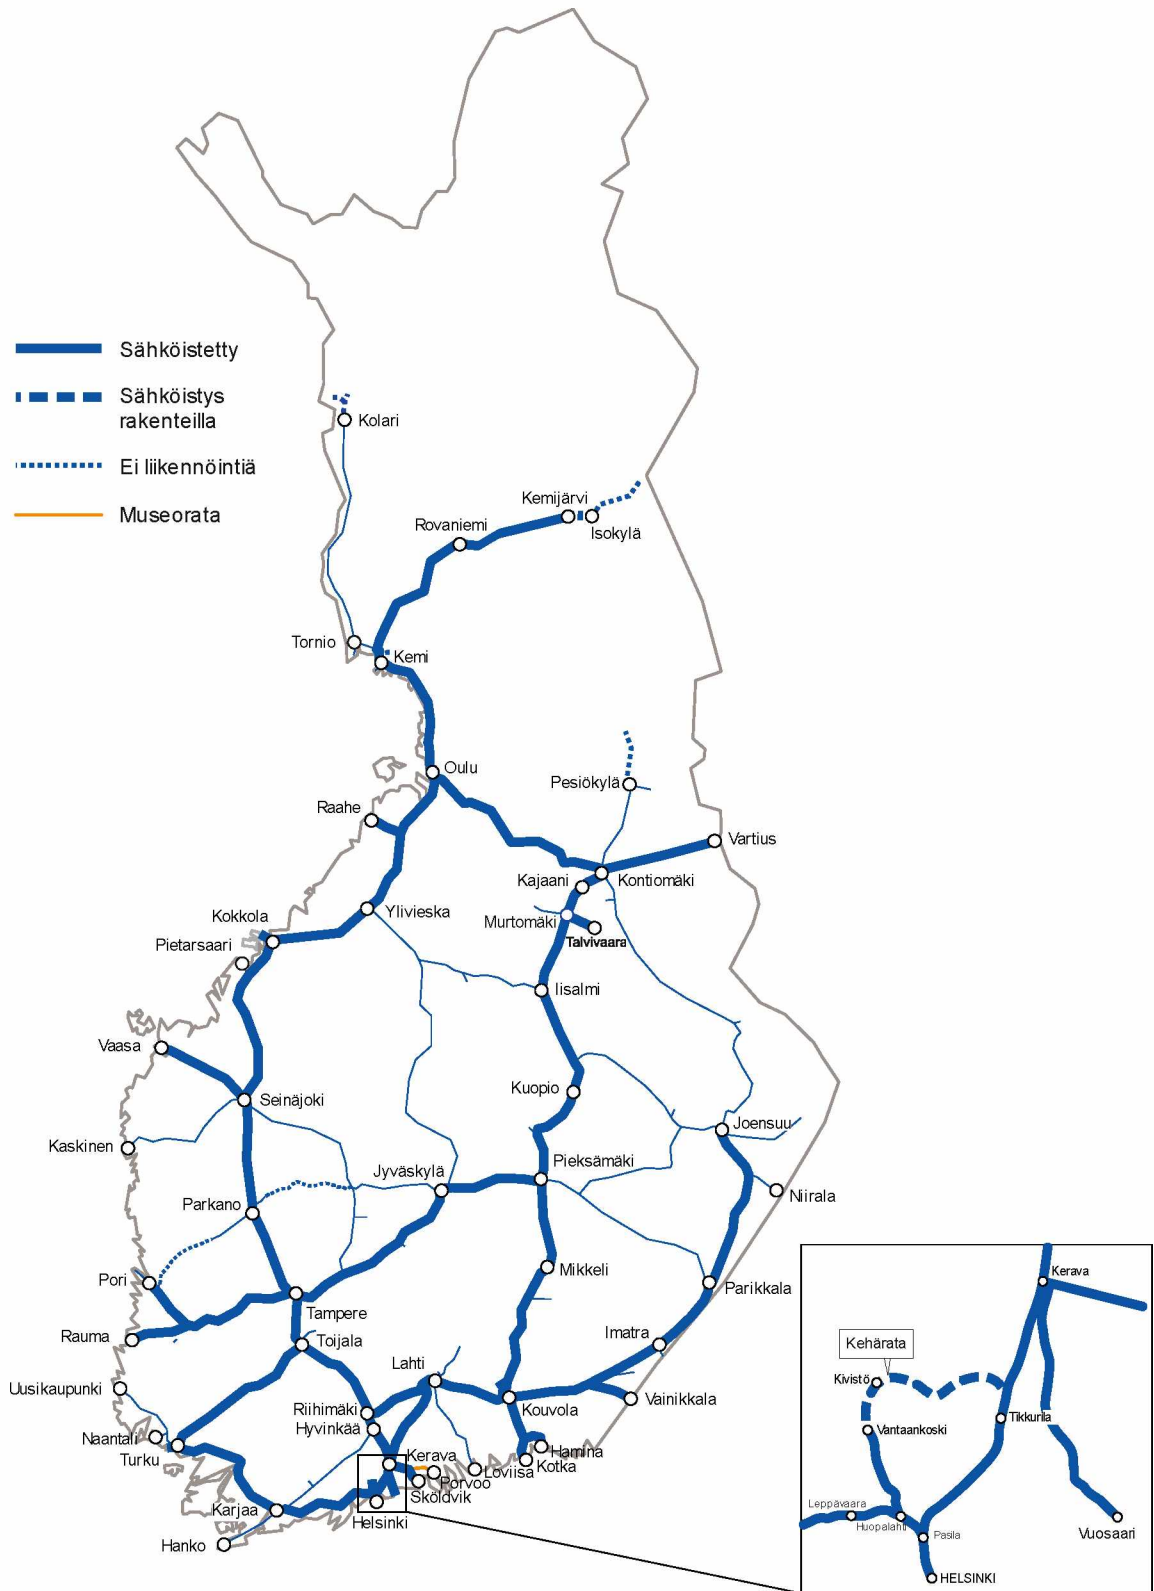 Sähköistetty
Sähköistys
rakenteilla
Ei liikennöintiä
Museorata
Kolari
Kemijärvi
Isokylä
Rovaniemi
Tornio
Kemi
Oulu
Pesiökylä
Raahe
Vartius
Kajaani
Kontiomäki
Ylivieska
Murtomäki
Kokkola
Talvivaara
Pietarsaari
Iisalmi
Vaasa
Kuopio
Seinäjoki
Joensuu
Kaskinen
Pieksämäki
Jyväskylä
Niirala
Parkano
Mikkeli
Pori
Parikkala
Tampere
Rauma
Imatra
Toijala
Lahti
Uusikaupunki
Vainikkala
Kouvola
Riihimäki
Hyvinkää
Naantali
Hamina
Turku
Kerava
Kotka
Loviisa
Porvoo
Sköldvik
Karjaa
Helsinki
Hanko
Kerava
Kehärata
Kivistö
Tikkurila
Vantaankoski
Leppävaara
Huopalahti
Pasila
Vuosaari
HELSINKI